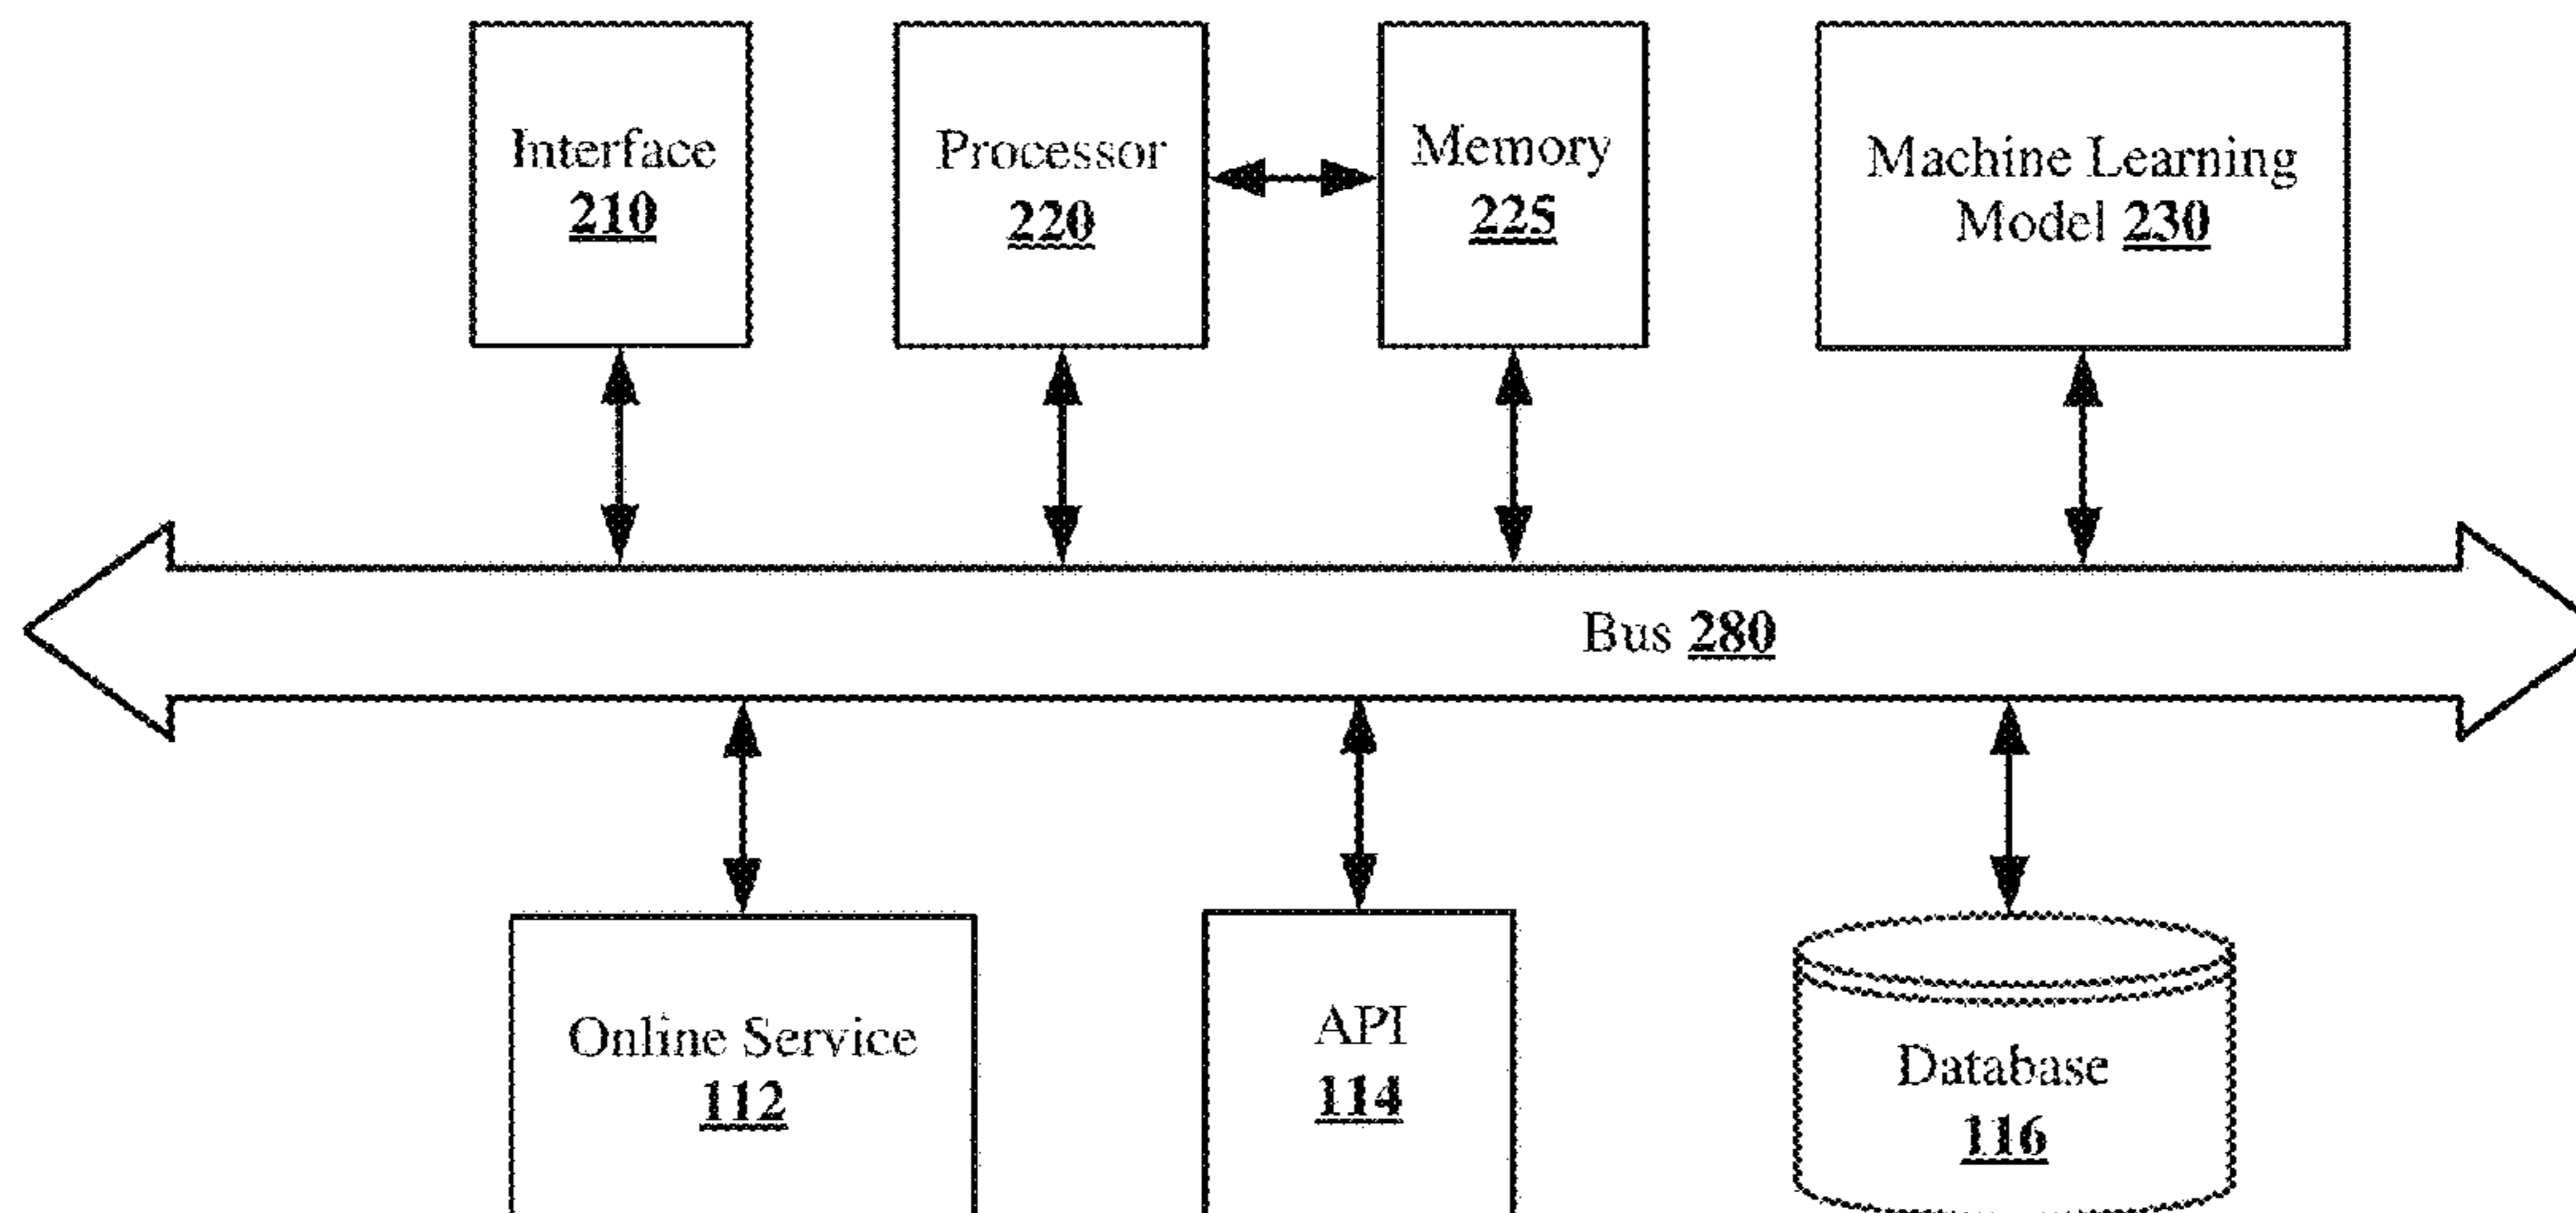 Interface
210
Processor
220
Memory
225
Machine Learning
Model 230
Bus 280
Online Service
112
API
114
Database
116